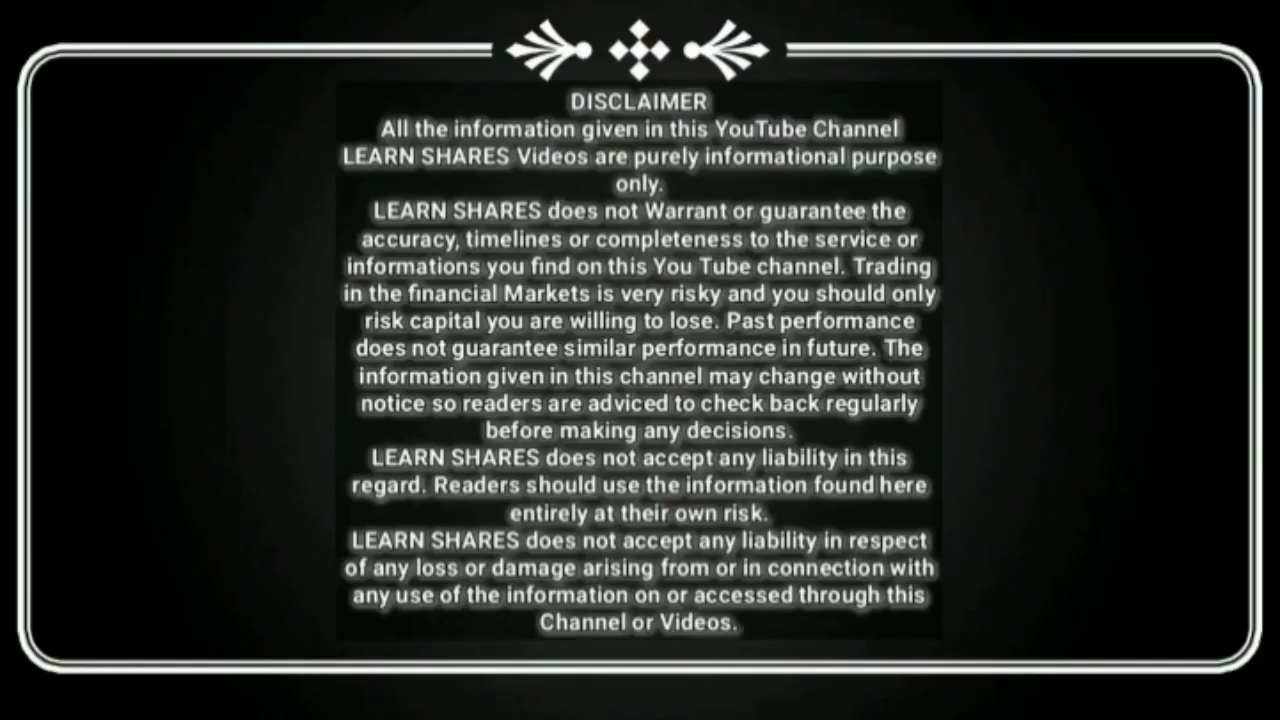 DISCLAIMER
All the information given in this YouTube Channel
LEARN SHARES Videos are purely informational purpose
only.
LEARN SHARES does not Warrant or guarantee the
accuracy, timelines or completeness to the service or
informations you find on this You Tube channel. Trading
in the financial Markets is very risky and you should only
risk capital you are willing to lose. Past performance
does not guarantee similar performance in future. The
information given in this channel may change without
notice so readers are adviced to check back regularly
before making any decisions.
LEARN SHARES does not accept any liability in this
regard. Readers should use the information found here
entirely at their own risk.
LEARN SHARES does not accept any liability in respect
of any loss or damage arising from or in connection with
any use of the information on or accessed through this
Channel or Videos.